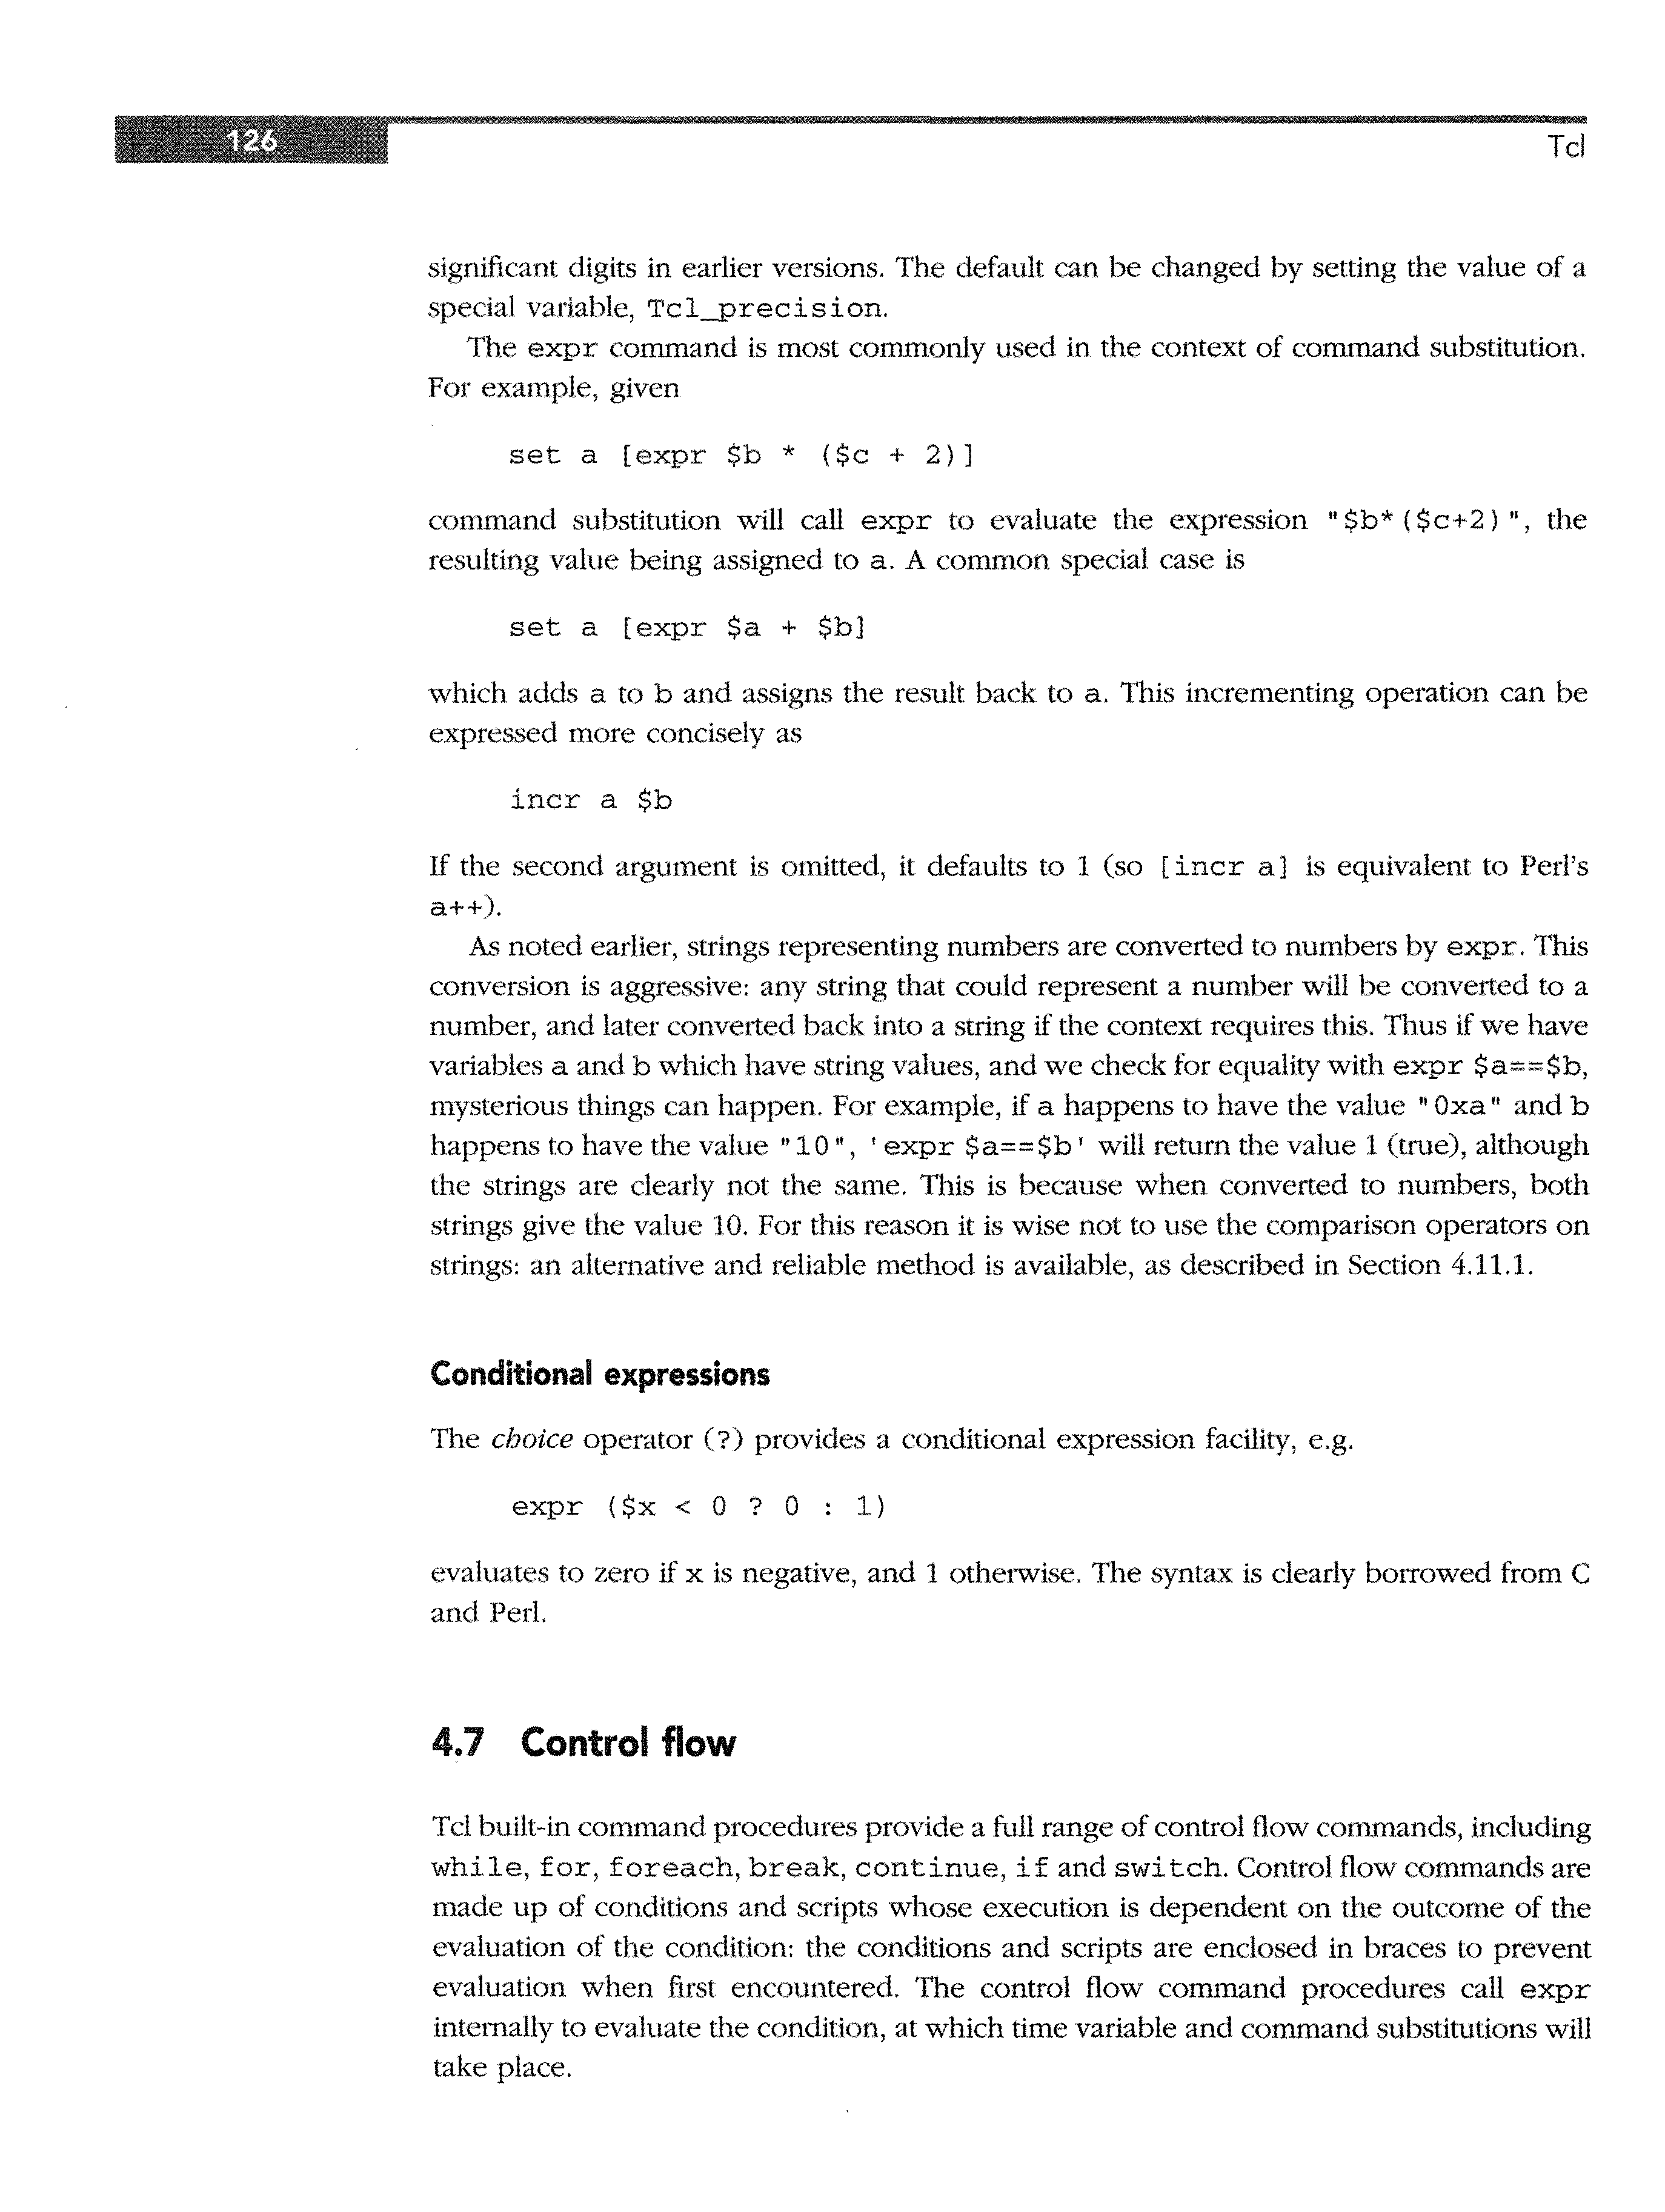 126
Tcl
significant digits in earlier versions. The default can be changed by setting the value of a
special variable, Tcl_precision.
The expr command is most commonly used in the context of command substitution.
For example, given
set a [expr $b * ($c + 2)]
command substitution will call expr to evaluate the expression "$b*($c+2)", the
resulting value being assigned to a. A common special case is
set a [expr $a + $b]
which adds a to b and assigns the result back to a. This incrementing operation can be
expressed more concisely as
incr a $b
If the second argument is omitted, it defaults to 1 (so [incr a] is equivalent to Perl's
a++).
As noted earlier, strings representing numbers are converted to numbers by expr. This
conversion is aggressive: any string that could represent a number will be converted to a
number, and later converted back into a string if the context requires this. Thus if we have
variables a and b which have string values, and we check for equality with expr $a==$b,
mysterious things can happen. For example, if a happens to have the value "0xa" and b
happens to have the value "10", 'expr $a==$b' will return the value 1 (true), although
the strings are clearly not the same. This is because when converted to numbers, both
strings give the value 10. For this reason it is wise not to use the comparison operators on
strings: an alternative and reliable method is available, as described in Section 4.11.1.
Conditional expressions
The choice operator (?) provides a conditional expression facility, e.g.
expr ($x < 0 ? 0 : 1)
evaluates to zero if x is negative, and 1 otherwise. The syntax is clearly borrowed from C
and Perl.
4.7 Control flow
Tcl built-in command procedures provide a full range of control flow commands, including
while, for, foreach, break, continue, if and switch. Control flow commands are
made up of conditions and scripts whose execution is dependent on the outcome of the
evaluation of the condition: the conditions and scripts are enclosed in braces to prevent
evaluation when first encountered. The control flow command procedures call expr
internally to evaluate the condition, at which time variable and command substitutions will
take place.